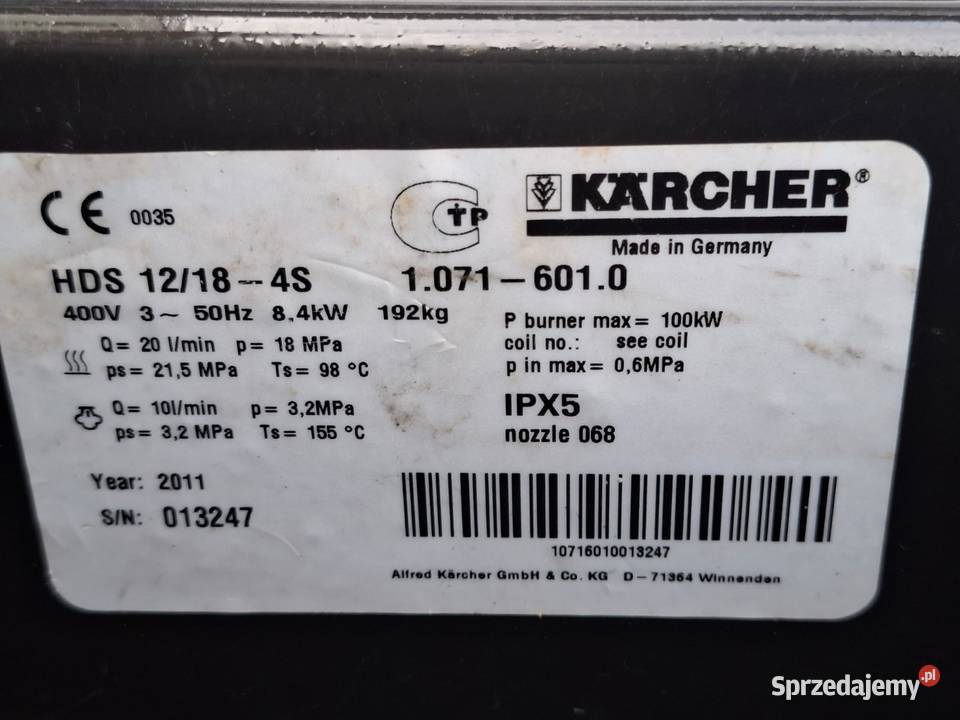 CE 0035
TP
KÄRCHER®
Made in Germany
HDS 12/18-4S 1.071-601.0
400V 3~ 50Hz 8,4kW 192kg
Q= 20 l/min p= 18 MPa
ps= 21,5 MPa Ts= 98 °C
Q= 10l/min p= 3,2MPa
ps= 3,2 MPa Ts= 155 °C
P burner max= 100kW
coil no.: see coil
p in max= 0,6MPa
IPX5
nozzle 068
Year: 2011
S/N: 013247
10716010013247
Alfred Kärcher GmbH & Co. KG D-71364 Winnenden
Sprzedajemy.pl